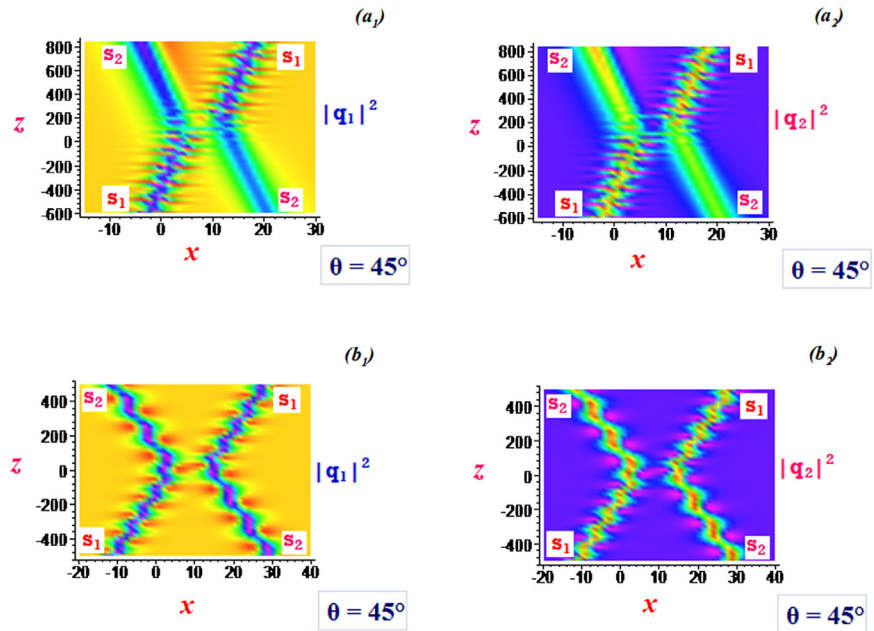 (a₁)
800
600
400
200
0
-200
-400
-600
z
s₂
s₁
s₁
s₂
|q₁|²
-10
0
10
20
30
x
θ = 45°
(a₂)
800
600
400
200
0
-200
-400
-600
z
s₂
s₁
s₁
s₂
|q₂|²
-10
0
10
20
30
x
θ = 45°
(b₁)
400
200
0
-200
-400
z
s₂
s₁
s₁
s₂
|q₁|²
-20
-10
0
10
20
30
40
x
θ = 45°
(b₂)
400
200
0
-200
-400
z
s₂
s₁
s₁
s₂
|q₂|²
-20
-10
0
10
20
30
40
x
θ = 45°